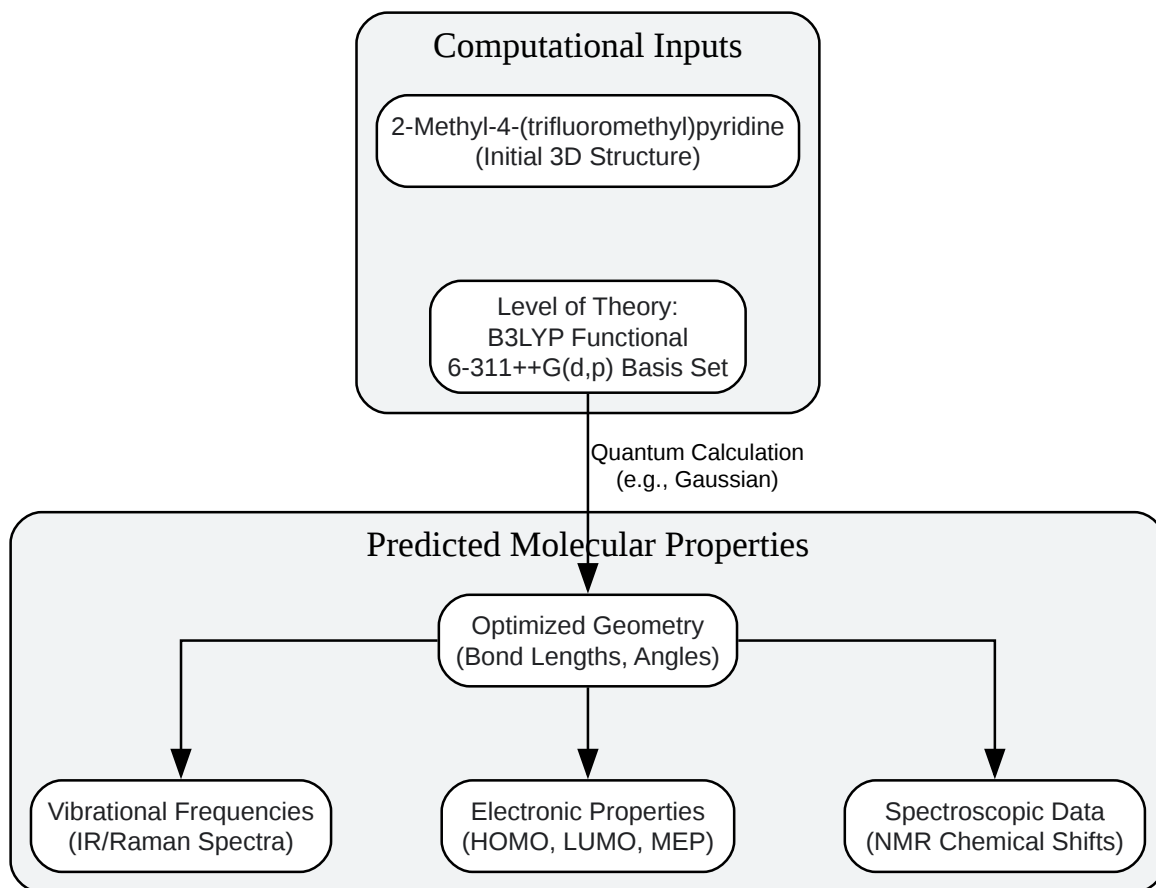 Computational Inputs
2-Methyl-4-(trifluoromethyl)pyridine
(Initial 3D Structure)
Level of Theory:
B3LYP Functional
6-311++G(d,p) Basis Set
Quantum Calculation
(e.g., Gaussian)
Predicted Molecular Properties
Optimized Geometry
(Bond Lengths, Angles)
Vibrational Frequencies
(IR/Raman Spectra)
Electronic Properties
(HOMO, LUMO, MEP)
Spectroscopic Data
(NMR Chemical Shifts)